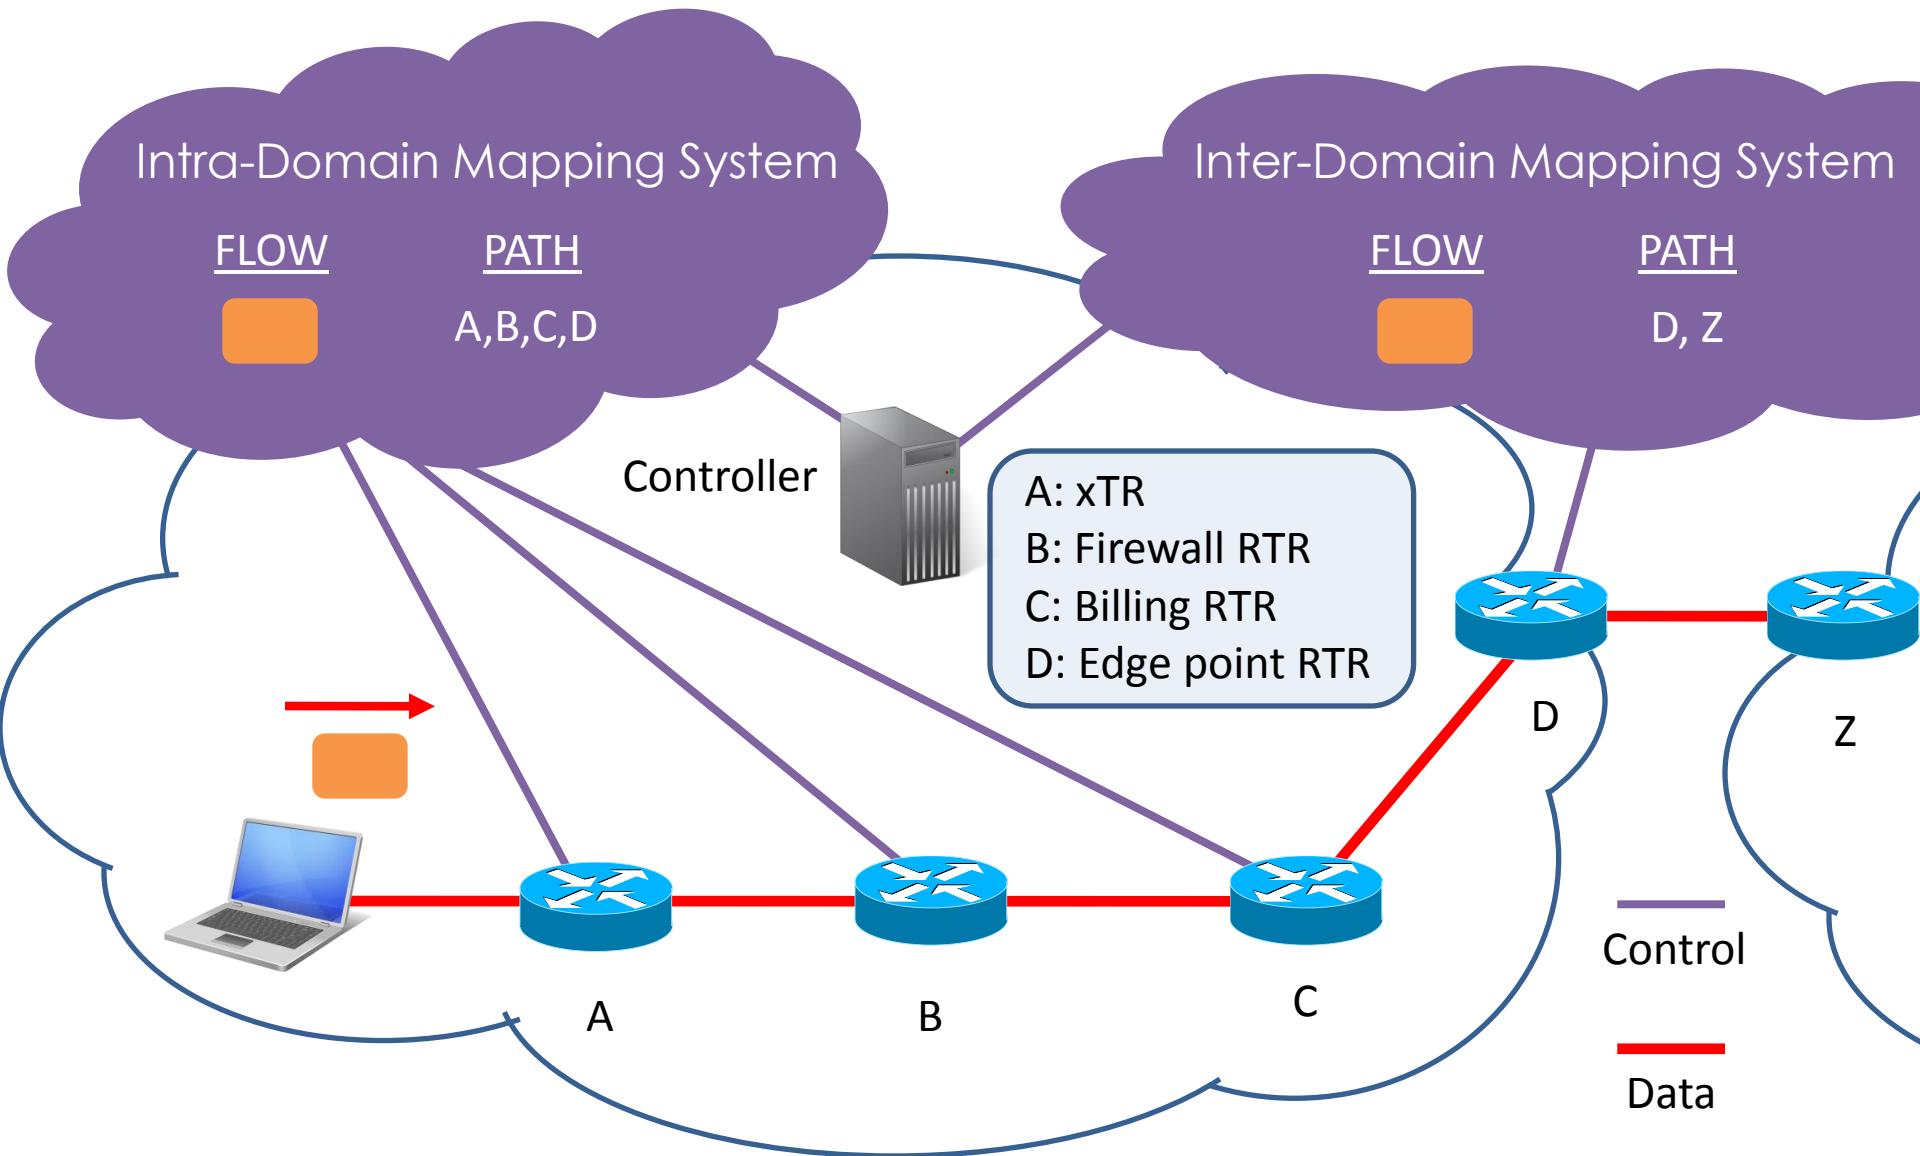 Intra-Domain Mapping System
FLOW PATH
A,B,C,D
Inter-Domain Mapping System
FLOW PATH
D, Z
Controller
A: xTR
B: Firewall RTR
C: Billing RTR
D: Edge point RTR
D
Z
A
B
C
Control
Data